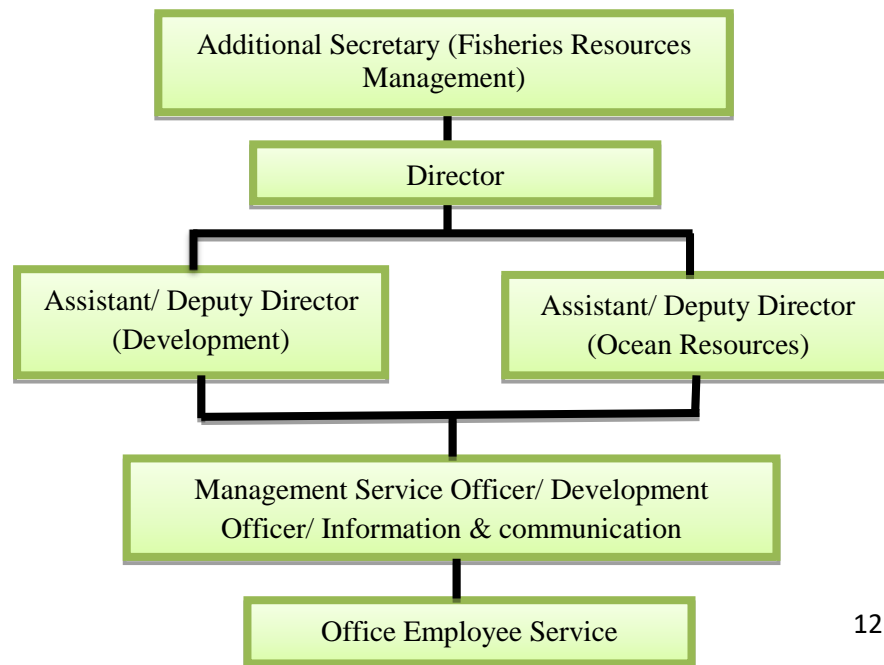 Additional Secretary (Fisheries Resources
Management)
Director
Assistant/ Deputy Director
(Development)
Assistant/ Deputy Director
(Ocean Resources)
Management Service Officer/ Development
Officer/ Information & communication
Office Employee Service
12